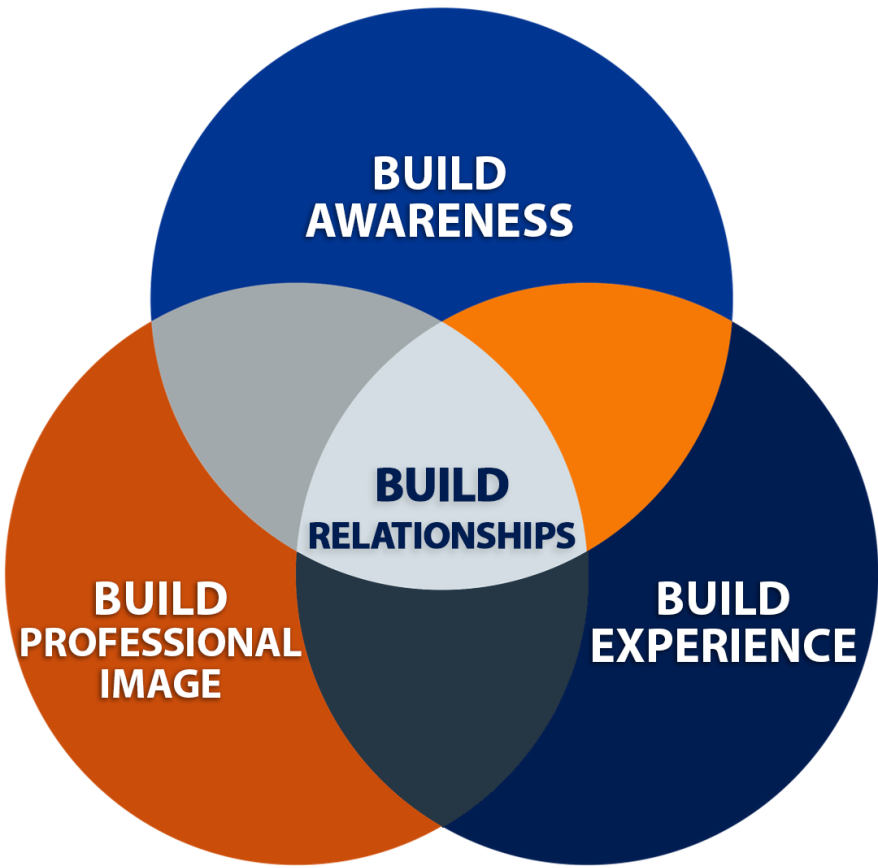 BUILD
AWARENESS
BUILD
RELATIONSHIPS
BUILD
PROFESSIONAL
IMAGE
BUILD
EXPERIENCE